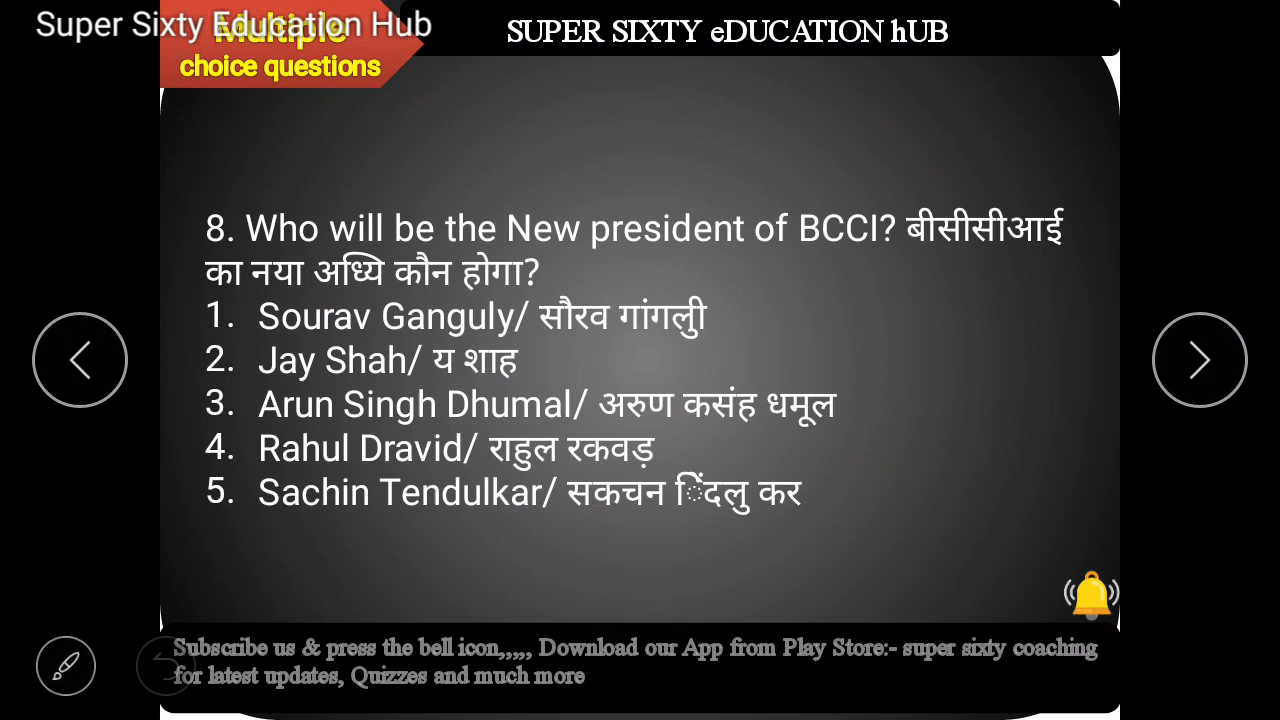 Super Sixty Education Hub
Multiple
choice questions
SUPER SIXTY eDUCATION hUB
8. Who will be the New president of BCCI? बीसीसीआई
का नया अध्यि कौन होगा?
1. Sourav Ganguly/ सौरव गांगलुी
2. Jay Shah/ य शाह
3. Arun Singh Dhumal/ अरुण कसंह धमूल
4. Rahul Dravid/ राहुल रकवड़
5. Sachin Tendulkar/ सकचन िेंदलु कर
Subscribe us & press the bell icon,,,,, Download our App from Play Store:- super sixty coaching
for latest updates, Quizzes and much more